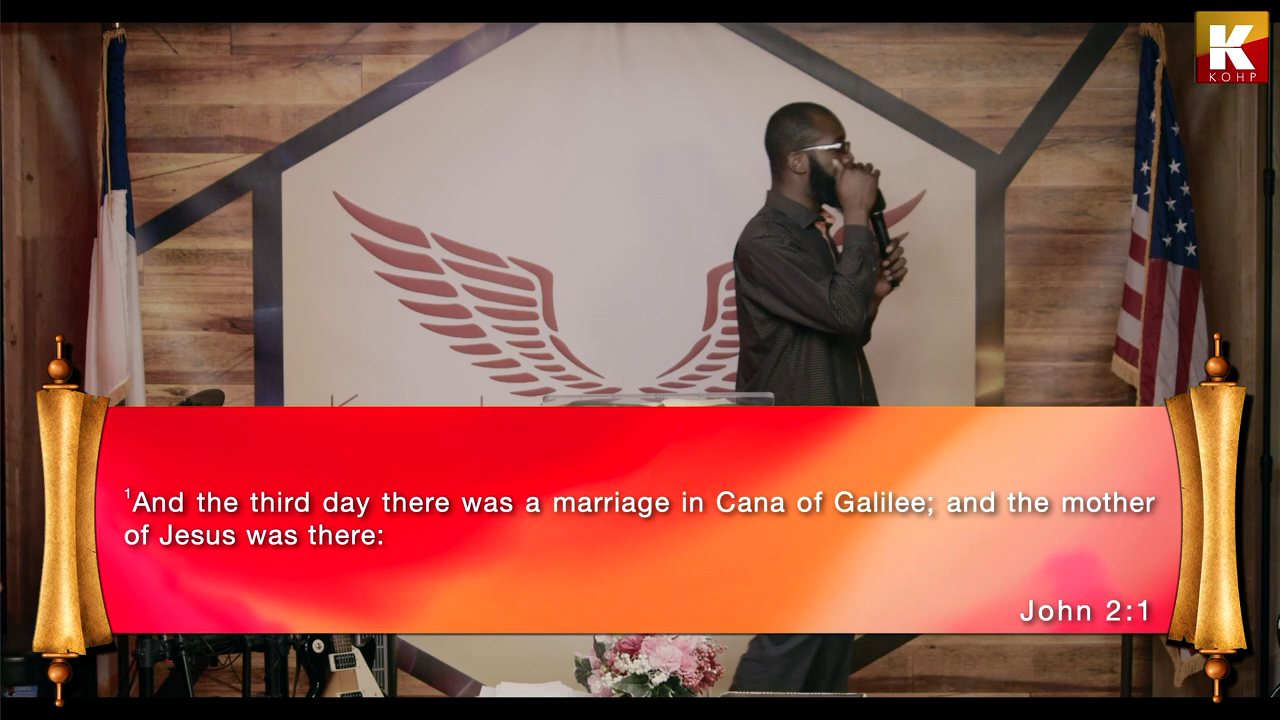 K
KOHP
¹And the third day there was a marriage in Cana of Galilee; and the mother
of Jesus was there:
John 2:1